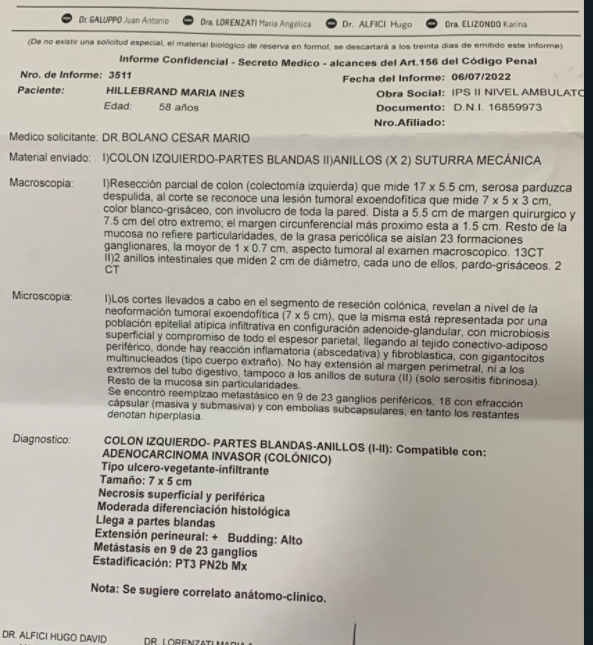 Dr. GALUPPO Juan Antonio Dra. LORENZATI Maria Angélica Dr. ALFICI Hugo Dra. ELIZONDO Karina
(De no existir una solicitud especial, el material biológico de reserva en formol, se descartará a los treinta dias de emitido este informe)
Informe Confidencial - Secreto Medico - alcances del Art.156 del Código Penal
Nro. de Informe: 3511 Fecha del Informe: 06/07/2022
Paciente: HILLEBRAND MARIA INES Obra Social: IPS II NIVEL AMBULATO
Edad: 58 años Documento: D.N.I. 16859973
Nro.Afiliado:
Medico solicitante: DR.BOLANO CESAR MARIO
Material enviado: I)COLON IZQUIERDO-PARTES BLANDAS II)ANILLOS (X 2) SUTURRA MECÁNICA
Macroscopia: I)Resección parcial de colon (colectomía izquierda) que mide 17 x 5.5 cm, serosa parduzca
despulida, al corte se reconoce una lesión tumoral exoendofitica que mide 7 x 5 x 3 cm,
color blanco-grisáceo, con involucro de toda la pared. Dista a 5.5 cm de margen quirurgico y
7.5 cm del otro extremo; el margen circunferencial más proximo esta a 1.5 cm. Resto de la
mucosa no refiere particularidades, de la grasa pericólica se aislan 23 formaciones
ganglionares, la mayor de 1 x 0.7 cm, aspecto tumoral al examen macroscopico. 13CT
II)2 anillos intestinales que miden 2 cm de diámetro, cada uno de ellos, pardo-grisáceos. 2
CT
Microscopia: I)Los cortes llevados a cabo en el segmento de reseción colónica, revelan a nivel de la
neoformación tumoral exoendofitica (7 x 5 cm), que la misma está representada por una
población epitelial atipica infiltrativa en configuración adenoide-glandular, con microbiosis
superficial y compromiso de todo el espesor parietal, llegando al tejido conectivo-adiposo
periférico, donde hay reacción inflamatoria (abscedativa) y fibroblastica, con gigantocitos
multinucleados (tipo cuerpo extraño). No hay extensión al margen perimetral, ni a los
extremos del tubo digestivo, tampoco a los anillos de sutura (II) (solo serositis fibrinosa).
Resto de la mucosa sin particularidades.
Se encontró reemplzao metastásico en 9 de 23 ganglios periféricos, 18 con efracción
cápsular (masiva y submasiva) y con embolias subcapsulares, en tanto los restantes
denotan hiperplasia.
Diagnostico: COLON IZQUIERDO- PARTES BLANDAS-ANILLOS (I-II): Compatible con:
ADENOCARCINOMA INVASOR (COLÓNICO)
Tipo ulcero-vegetante-infiltrante
Tamaño: 7 x 5 cm
Necrosis superficial y periférica
Moderada diferenciación histológica
Llega a partes blandas
Extensión perineural: + Budding: Alto
Metástasis en 9 de 23 ganglios
Estadificación: PT3 PN2b Mx
Nota: Se sugiere correlato anátomo-clinico.
DR. ALFICI HUGO DAVID DR. LORENZATI MARIA A